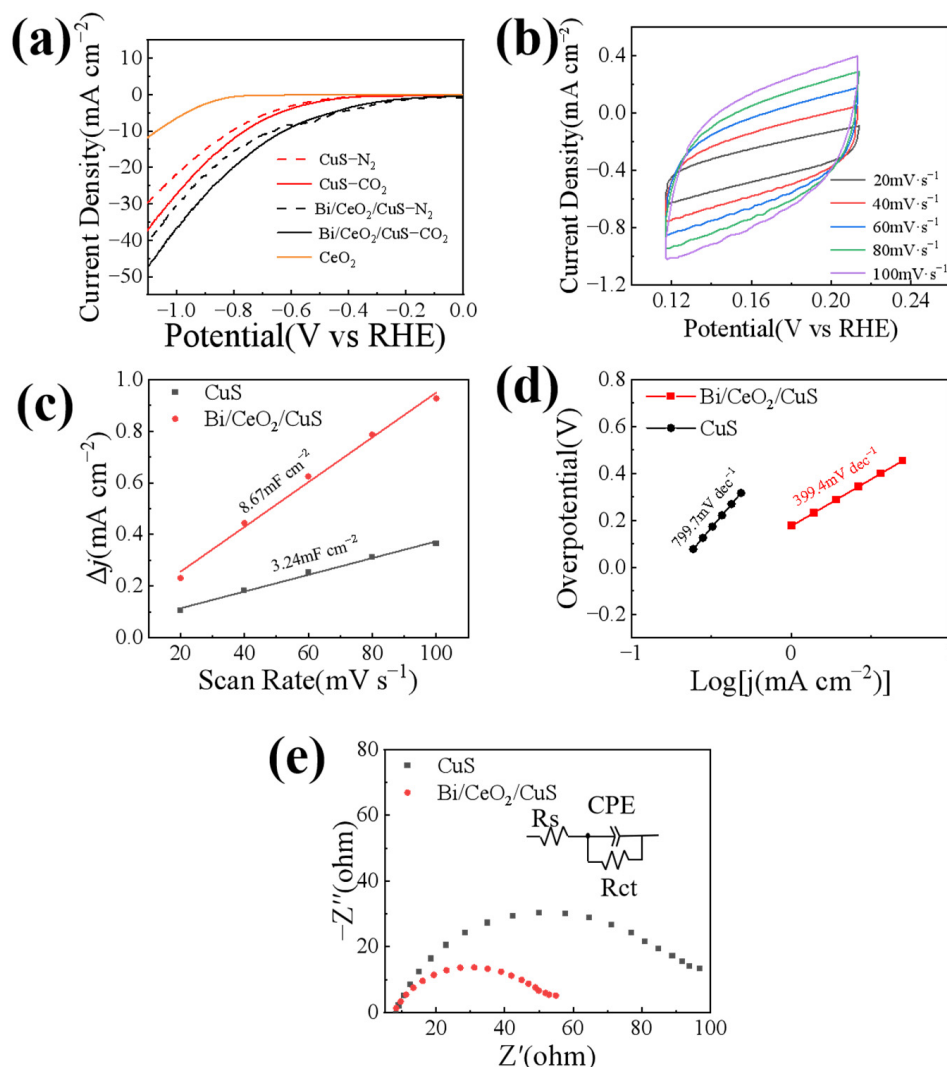 (a)
Current Density(mA cm⁻²)
10
0
−10
−20
−30
−40
−50
−1.0
−0.8
−0.6
−0.4
−0.2
0.0
Potential(V vs RHE)
CuS−N₂
CuS−CO₂
Bi/CeO₂/CuS−N₂
Bi/CeO₂/CuS−CO₂
CeO₂
(b)
Current Density(mA cm⁻²)
0.4
0.0
−0.4
−0.8
−1.2
0.12
0.16
0.20
0.24
Potential(V vs RHE)
20mV·s⁻¹
40mV·s⁻¹
60mV·s⁻¹
80mV·s⁻¹
100mV·s⁻¹
(c)
Δj(mA cm⁻²)
1.0
0.8
0.6
0.4
0.2
0.0
20
40
60
80
100
Scan Rate(mV s⁻¹)
CuS
Bi/CeO₂/CuS
8.67mF cm⁻²
3.24mF cm⁻²
(d)
Overpotential(V)
0.8
0.6
0.4
0.2
0.0
−0.2
−1
0
Log[j(mA cm⁻²)]
Bi/CeO₂/CuS
CuS
799.7mV dec⁻¹
399.4mV dec⁻¹
(e)
−Z″(ohm)
80
60
40
20
0
20
40
60
80
100
Z′(ohm)
CuS
Bi/CeO₂/CuS
Rs
CPE
Rct